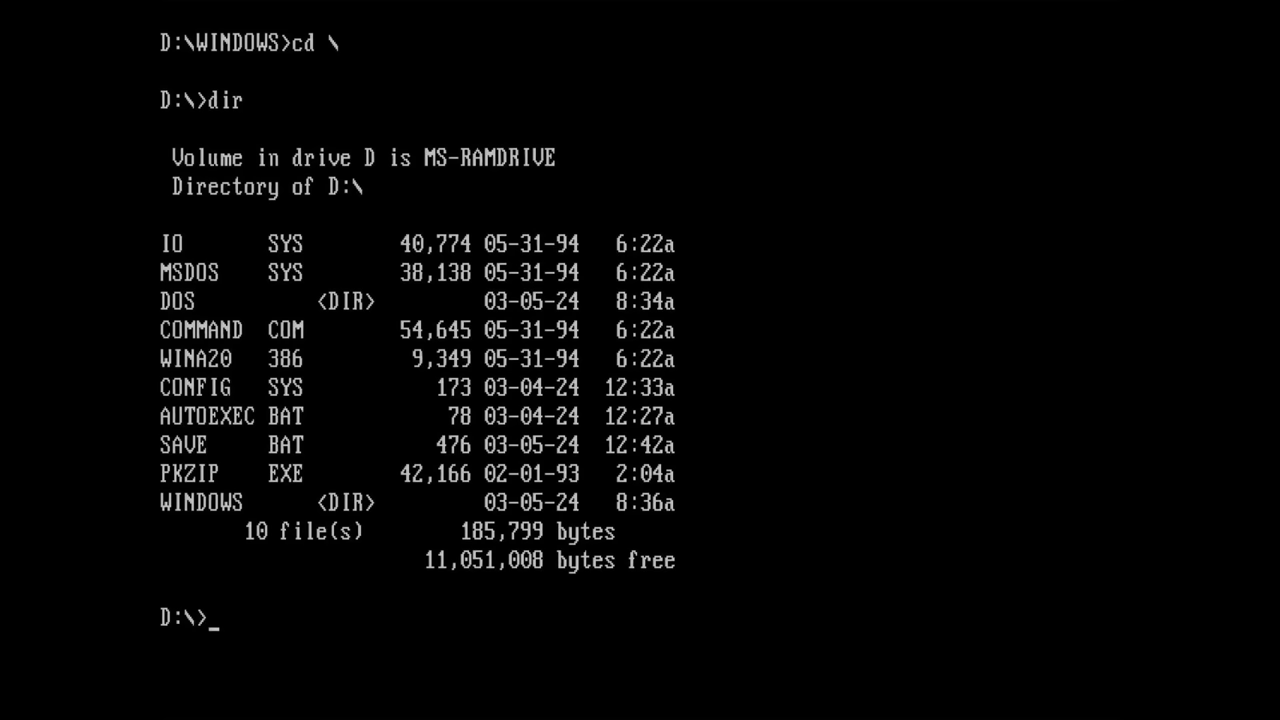 D:\WINDOWS>cd \
D:\>dir
Volume in drive D is MS-RAMDRIVE
Directory of D:\
IO       SYS        40,774 05-31-94   6:22a
MSDOS    SYS        38,138 05-31-94   6:22a
DOS          <DIR>         03-05-24   8:34a
COMMAND  COM        54,645 05-31-94   6:22a
WINA20   386         9,349 05-31-94   6:22a
CONFIG   SYS           173 03-04-24  12:33a
AUTOEXEC BAT            78 03-04-24  12:27a
SAVE     BAT           476 03-05-24  12:42a
PKZIP    EXE        42,166 02-01-93   2:04a
WINDOWS      <DIR>         03-05-24   8:36a
10 file(s)        185,799 bytes
11,051,008 bytes free
D:\>_